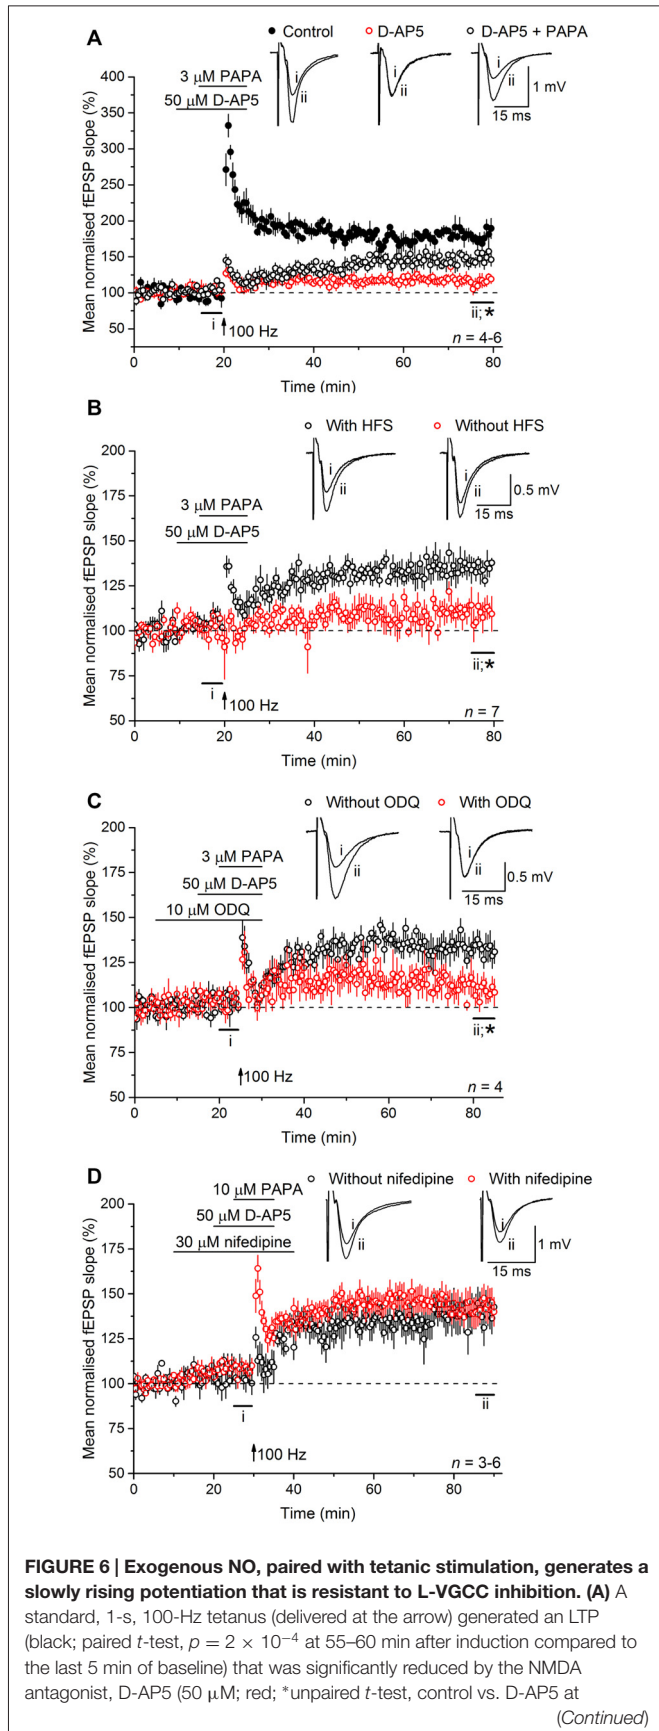 A
Control
D-AP5
D-AP5 + PAPA
i
ii
i
ii
1 mV
15 ms
3 μM PAPA
50 μM D-AP5
Mean normalised fEPSP slope (%)
400
350
300
250
200
150
100
50
i
100 Hz
ii;*
n = 4-6
0 20 40 60 80
Time (min)
B
With HFS
Without HFS
i
ii
i
ii
0.5 mV
15 ms
3 μM PAPA
50 μM D-AP5
Mean normalised fEPSP slope (%)
200
175
150
125
100
75
50
i
100 Hz
ii;*
n = 7
0 20 40 60 80
Time (min)
C
Without ODQ
With ODQ
i
ii
i
ii
0.5 mV
15 ms
3 μM PAPA
50 μM D-AP5
10 μM ODQ
Mean normalised fEPSP slope (%)
200
175
150
125
100
75
50
i
100 Hz
ii;*
n = 4
0 20 40 60 80
Time (min)
D
Without nifedipine
With nifedipine
i
ii
i
ii
1 mV
15 ms
10 μM PAPA
50 μM D-AP5
30 μM nifedipine
Mean normalised fEPSP slope (%)
200
175
150
125
100
75
50
i
100 Hz
ii
n = 3-6
0 20 40 60 80
Time (min)
FIGURE 6 | Exogenous NO, paired with tetanic stimulation, generates a
slowly rising potentiation that is resistant to L-VGCC inhibition. (A) A
standard, 1-s, 100-Hz tetanus (delivered at the arrow) generated an LTP
(black; paired t-test, p = 2 × 10⁻⁴ at 55–60 min after induction compared to
the last 5 min of baseline) that was significantly reduced by the NMDA
antagonist, D-AP5 (50 μM; red; *unpaired t-test, control vs. D-AP5 at
(Continued)